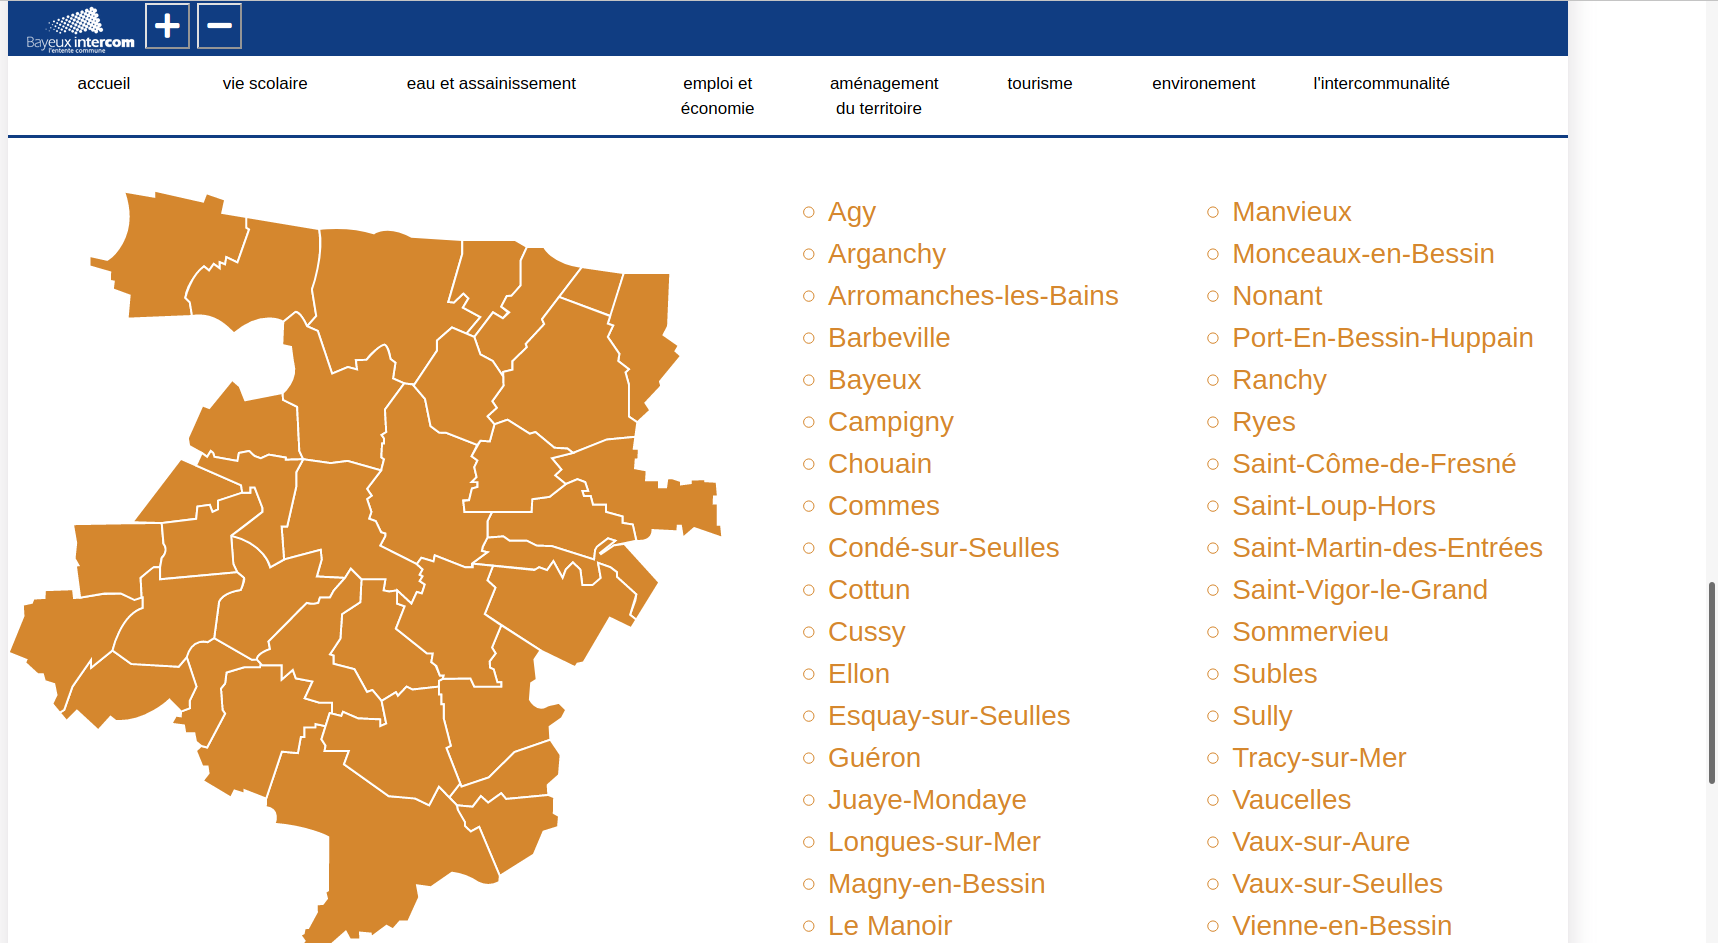 Bayeux intercom
l'entente commune
accueil
vie scolaire
eau et assainissement
emploi et
économie
aménagement
du territoire
tourisme
environement
l'intercommunalité
Agy
Arganchy
Arromanches-les-Bains
Barbeville
Bayeux
Campigny
Chouain
Commes
Condé-sur-Seulles
Cottun
Cussy
Ellon
Esquay-sur-Seulles
Guéron
Juaye-Mondaye
Longues-sur-Mer
Magny-en-Bessin
Le Manoir
Manvieux
Monceaux-en-Bessin
Nonant
Port-En-Bessin-Huppain
Ranchy
Ryes
Saint-Côme-de-Fresné
Saint-Loup-Hors
Saint-Martin-des-Entrées
Saint-Vigor-le-Grand
Sommervieu
Subles
Sully
Tracy-sur-Mer
Vaucelles
Vaux-sur-Aure
Vaux-sur-Seulles
Vienne-en-Bessin